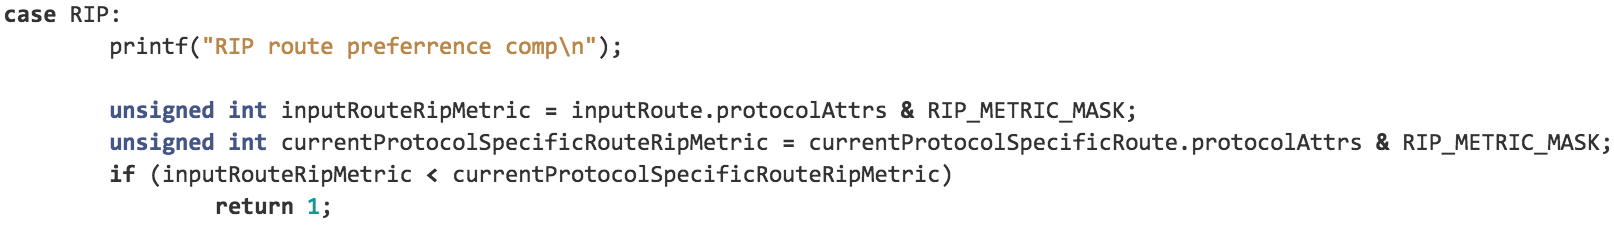 case RIP:
printf("RIP route preferrence comp\n");
unsigned int inputRouteRipMetric = inputRoute.protocolAttrs & RIP_METRIC_MASK;
unsigned int currentProtocolSpecificRouteRipMetric = currentProtocolSpecificRoute.protocolAttrs & RIP_METRIC_MASK;
if (inputRouteRipMetric < currentProtocolSpecificRouteRipMetric)
return 1;